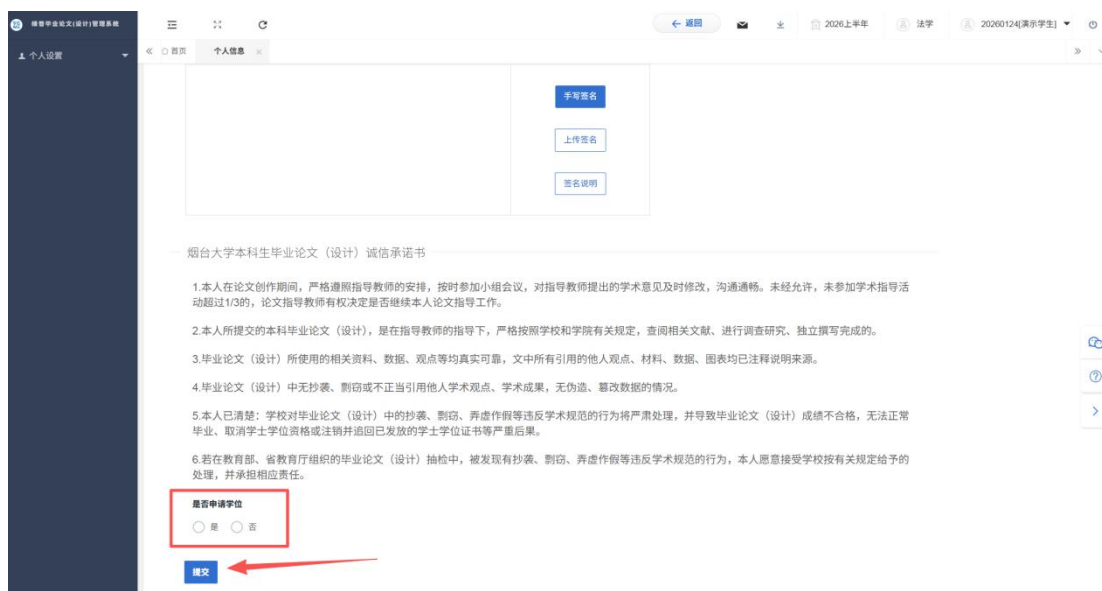 维普毕业论文(设计)管理系统
返回
2026上半年
法学
20260124[演示学生]
个人设置
首页
个人信息
手写签名
上传签名
签名说明
烟台大学本科生毕业论文（设计）诚信承诺书
1.本人在论文创作期间，严格遵照指导教师的安排，按时参加小组会议，对指导教师提出的学术意见及时修改，沟通通畅。未经允许，未参加学术指导活
动超过1/3的，论文指导教师有权决定是否继续本人论文指导工作。
2.本人所提交的本科毕业论文（设计），是在指导教师的指导下，严格按照学校和学院有关规定，查阅相关文献、进行调查研究、独立撰写完成的。
3.毕业论文（设计）所使用的相关资料、数据、观点等均真实可靠，文中所有引用的他人观点、材料、数据、图表均已注释说明来源。
4.毕业论文（设计）中无抄袭、剽窃或不正当引用他人学术观点、学术成果，无伪造、篡改数据的情况。
5.本人已清楚：学校对毕业论文（设计）中的抄袭、剽窃、弄虚作假等违反学术规范的行为将严肃处理，并导致毕业论文（设计）成绩不合格，无法正常
毕业、取消学士学位资格或注销并追回已发放的学士学位证书等严重后果。
6.若在教育部、省教育厅组织的毕业论文（设计）抽检中，被发现有抄袭、剽窃、弄虚作假等违反学术规范的行为，本人愿意接受学校按有关规定给予的
处理，并承担相应责任。
是否申请学位
是 否
提交